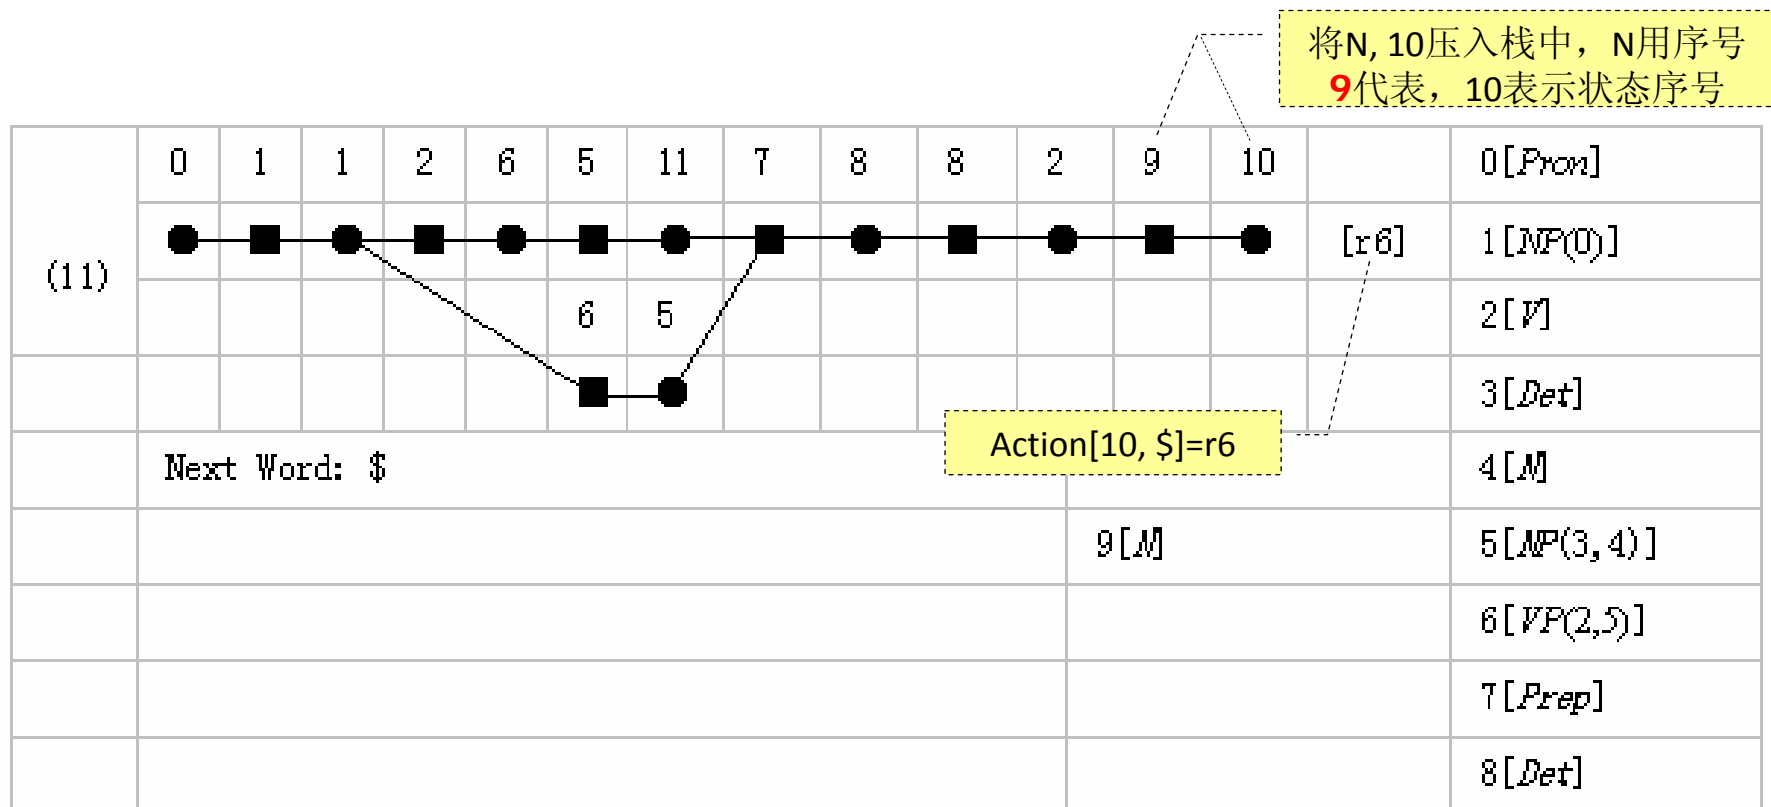 将N, 10压入栈中，N用序号
9代表，10表示状态序号
0 1 1 2 6 5 11 7 8 8 2 9 10 0[Pron]
(11) [r6] 1[NP(0)]
6 5 2[V]
3[Det]
Action[10, $]=r6
Next Word: $ 4[N]
9[N] 5[NP(3,4)]
6[VP(2,5)]
7[Prep]
8[Det]